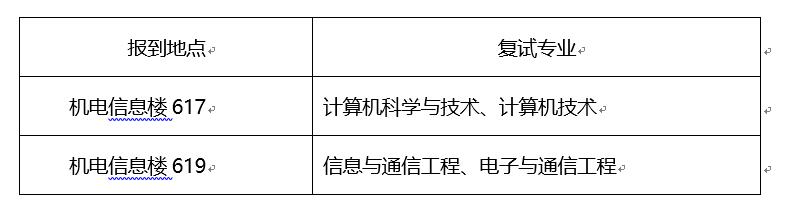 报到地点 复试专业
机电信息楼 617 计算机科学与技术、计算机技术
机电信息楼 619 信息与通信工程、电子与通信工程